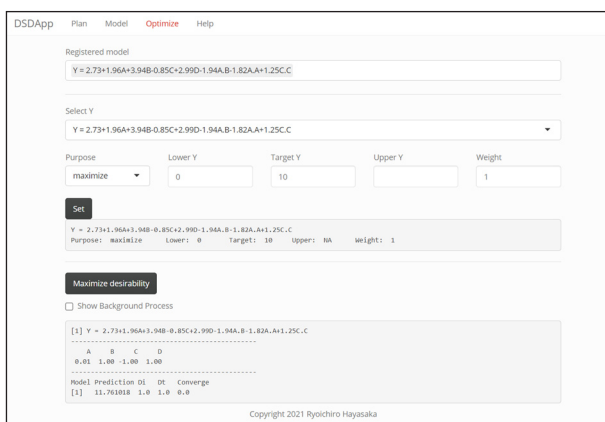 DSDApp Plan Model Optimize Help
Registered model
Y = 2.73+1.96A+3.94B-0.85C+2.99D-1.94A.B-1.82A.A+1.25C.C
Select Y
Y = 2.73+1.96A+3.94B-0.85C+2.99D-1.94A.B-1.82A.A+1.25C.C
Purpose Lower Y Target Y Upper Y Weight
maximize 0 10 1
Set
Y = 2.73+1.96A+3.94B-0.85C+2.99D-1.94A.B-1.82A.A+1.25C.C
Purpose: maximize Lower: 0 Target: 10 Upper: NA Weight: 1
Maximize desirability
Show Background Process
[1] Y = 2.73+1.96A+3.94B-0.85C+2.99D-1.94A.B-1.82A.A+1.25C.C
-----------------------------------------------
A B C D
0.01 1.00 -1.00 1.00
-----------------------------------------------
Model Prediction Di Dt Converge
[1] 11.761018 1.0 1.0 0.0
Copyright 2021 Ryoichiro Hayasaka